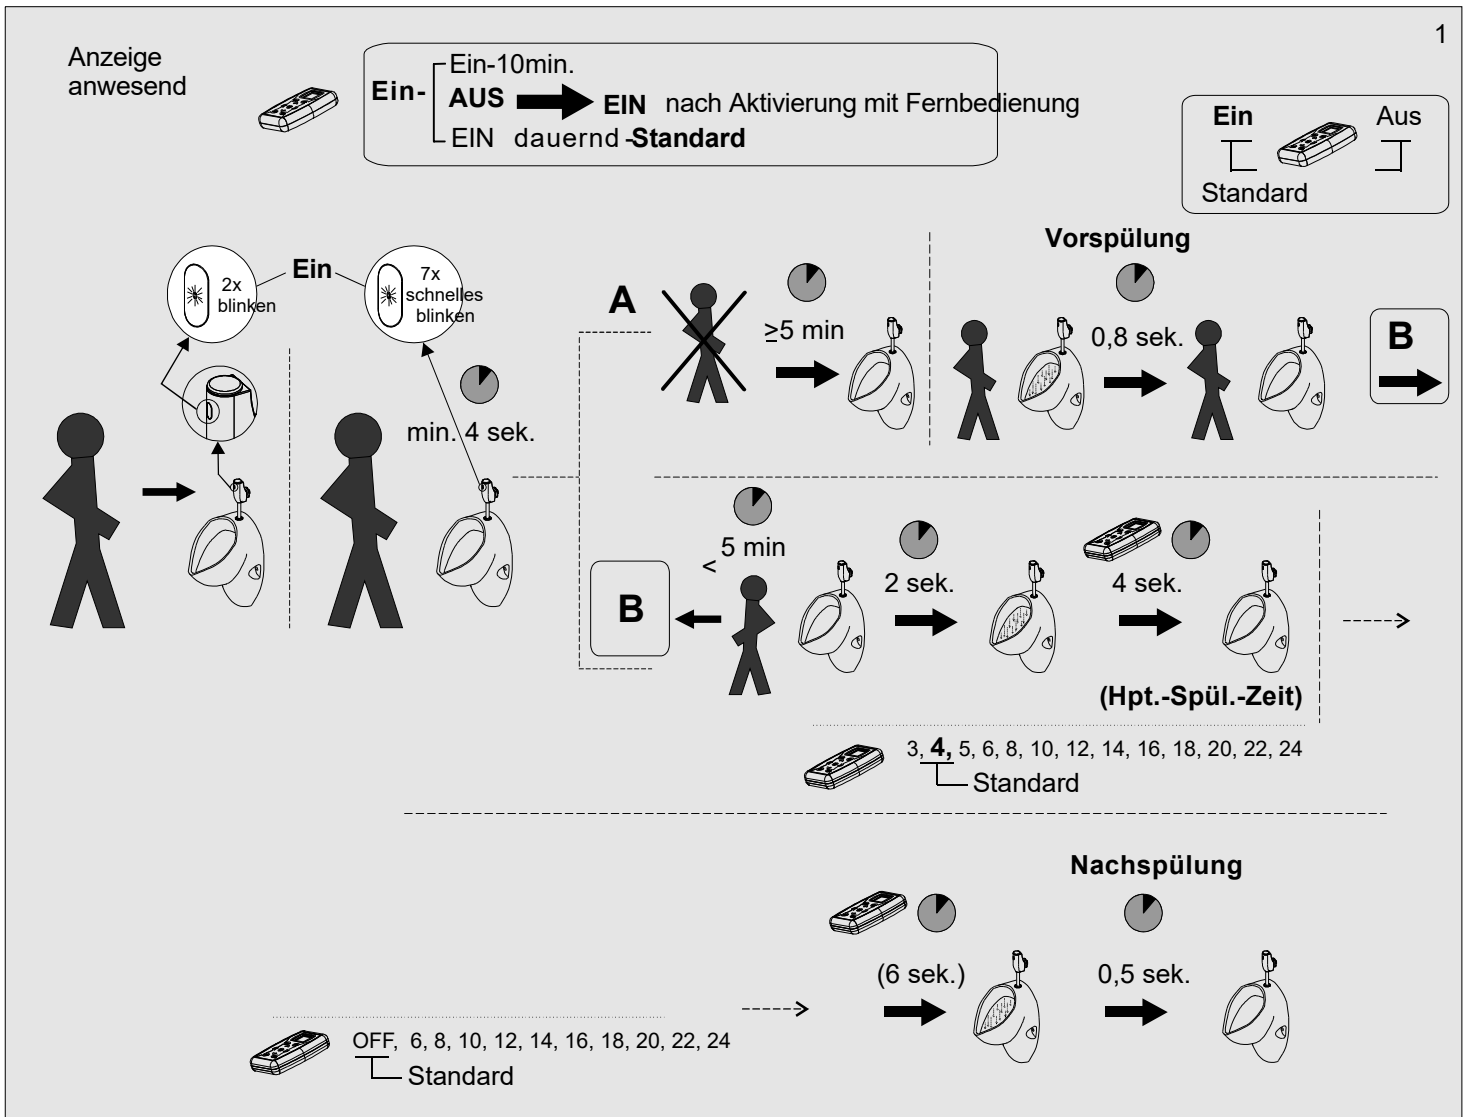 1
Anzeige
anwesend
Ein-
Ein-10min.
AUS EIN nach Aktivierung mit Fernbedienung
EIN dauernd -Standard
Ein Aus
Standard
2x
blinken
Ein
7x
schnelles
blinken
min. 4 sek.
A
≥5 min
Vorspülung
0,8 sek.
B
B
< 5 min
2 sek.
4 sek.
(Hpt.-Spül.-Zeit)
3, 4, 5, 6, 8, 10, 12, 14, 16, 18, 20, 22, 24
Standard
Nachspülung
(6 sek.)
0,5 sek.
OFF, 6, 8, 10, 12, 14, 16, 18, 20, 22, 24
Standard